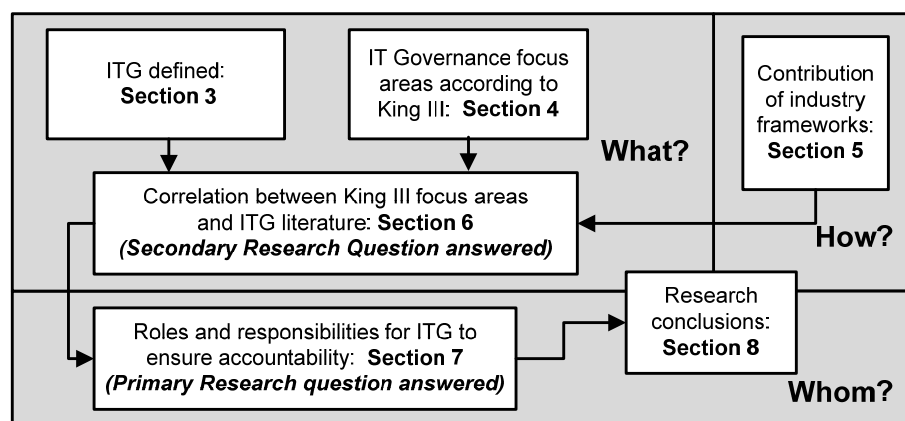 ITG defined:
Section 3
IT Governance focus
areas according to
King III:  Section 4
Contribution
of industry
frameworks:
Section 5
What?
Correlation between King III focus areas
and ITG literature: Section 6
(Secondary Research Question answered)
How?
Roles and responsibilities for ITG to
ensure accountability:  Section 7
(Primary Research question answered)
Research
conclusions:
Section 8
Whom?